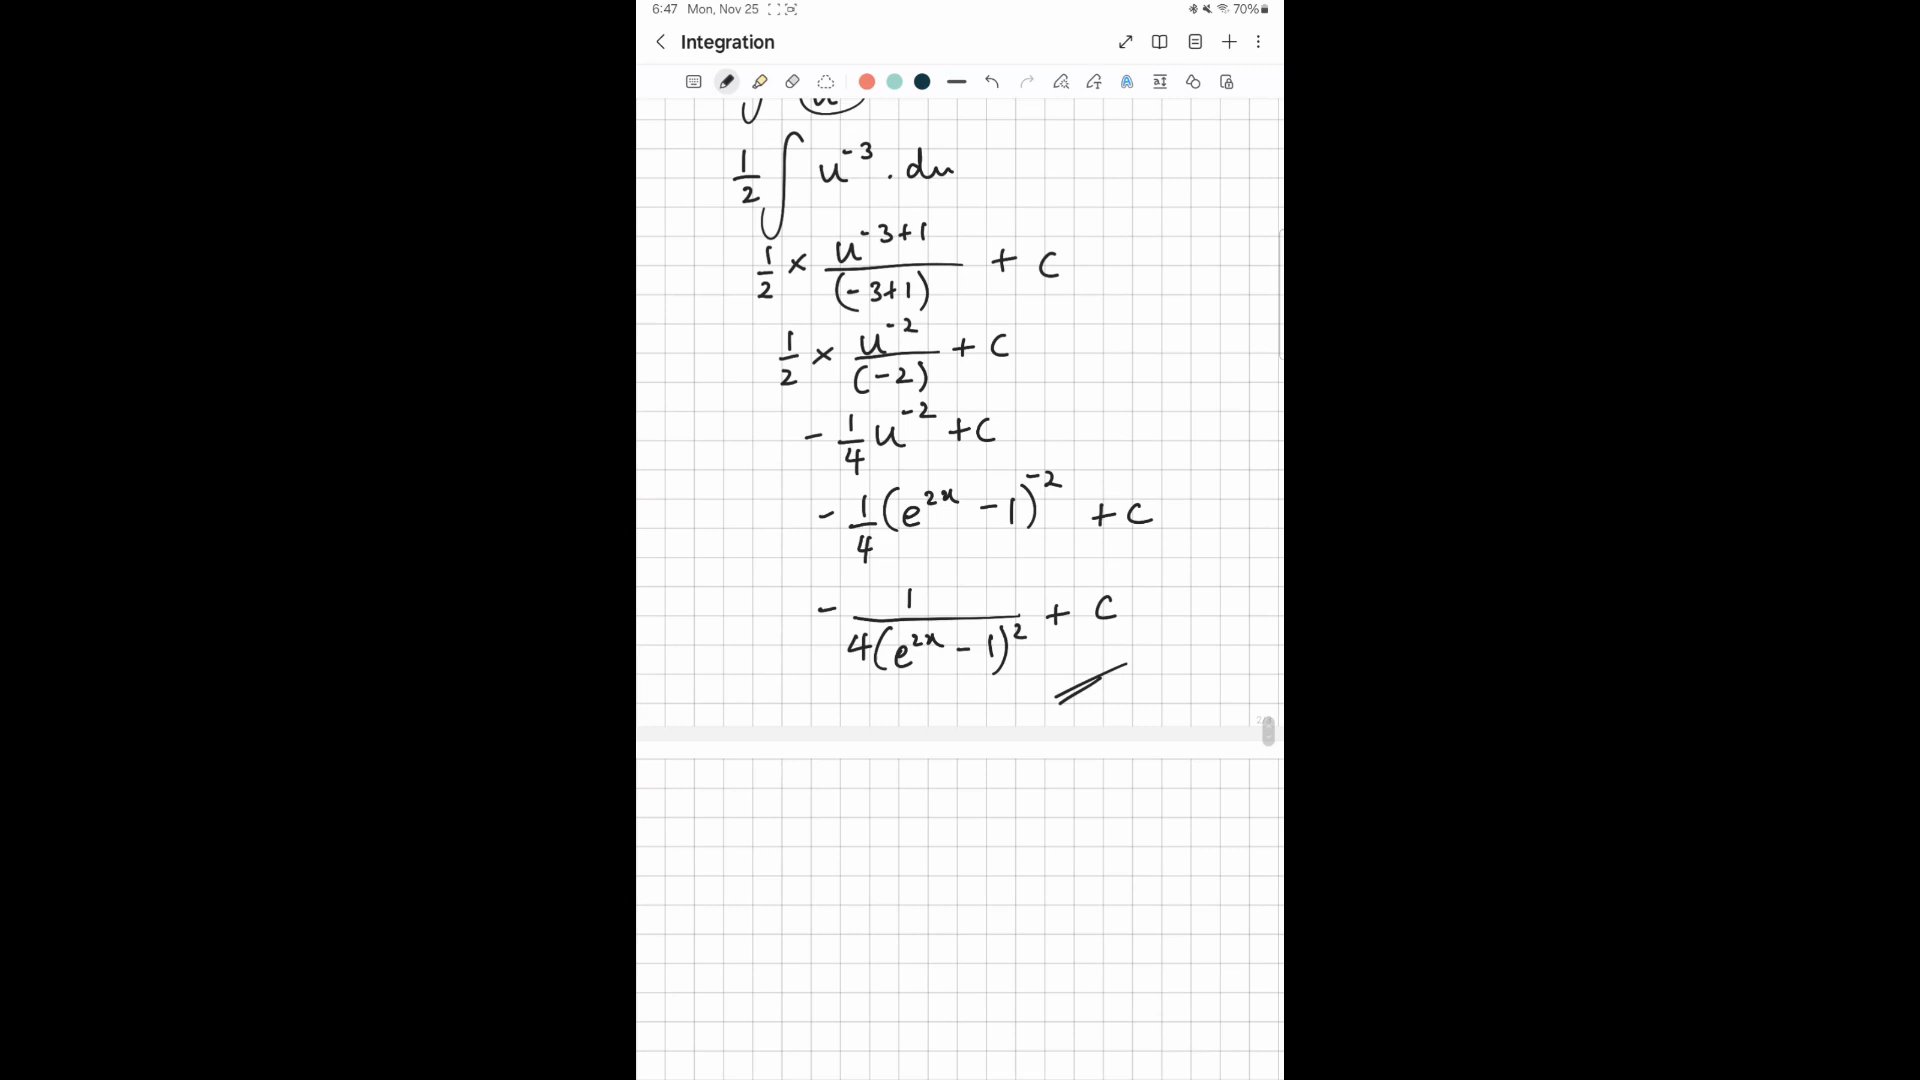 6:47 Mon, Nov 25 70%
Integration
1/2 ∫ u^-3 . du
1/2 × u^-3+1/(-3+1) + C
1/2 × u^-2/(-2) + C
- 1/4 u^-2 + C
- 1/4 (e^2x - 1)^-2 + C
- 1/4(e^2x - 1)^2 + C